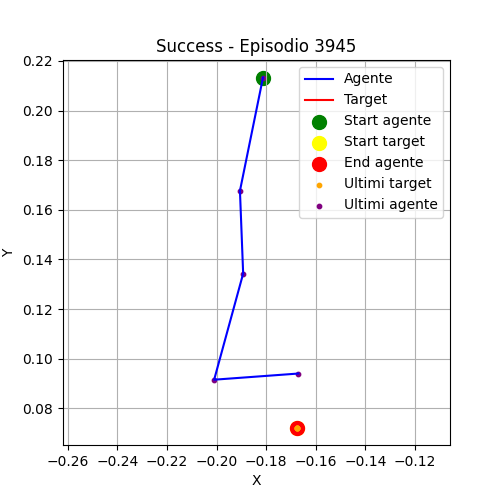 Success - Episodio 3945
Agente
Target
Start agente
Start target
End agente
Ultimi target
Ultimi agente
Y
0.22
0.20
0.18
0.16
0.14
0.12
0.10
0.08
−0.26 −0.24 −0.22 −0.20 −0.18 −0.16 −0.14 −0.12
X